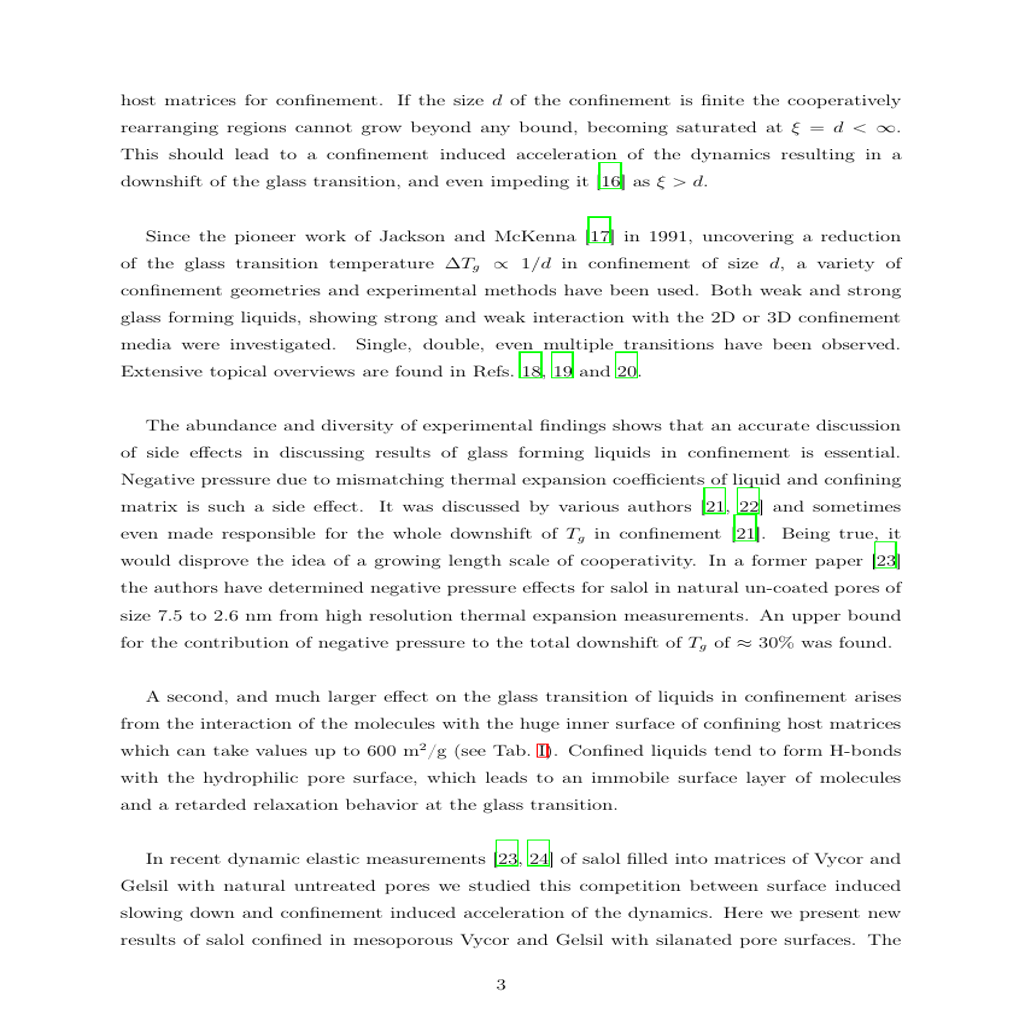 host matrices for confinement. If the size d of the confinement is finite the cooperatively
rearranging regions cannot grow beyond any bound, becoming saturated at ξ = d < ∞.
This should lead to a confinement induced acceleration of the dynamics resulting in a
downshift of the glass transition, and even impeding it [16] as ξ > d.
Since the pioneer work of Jackson and McKenna [17] in 1991, uncovering a reduction
of the glass transition temperature ΔT_g ∝ 1/d in confinement of size d, a variety of
confinement geometries and experimental methods have been used. Both weak and strong
glass forming liquids, showing strong and weak interaction with the 2D or 3D confinement
media were investigated. Single, double, even multiple transitions have been observed.
Extensive topical overviews are found in Refs. 18, 19 and 20.
The abundance and diversity of experimental findings shows that an accurate discussion
of side effects in discussing results of glass forming liquids in confinement is essential.
Negative pressure due to mismatching thermal expansion coefficients of liquid and confining
matrix is such a side effect. It was discussed by various authors [21, 22] and sometimes
even made responsible for the whole downshift of T_g in confinement [21]. Being true, it
would disprove the idea of a growing length scale of cooperativity. In a former paper [23]
the authors have determined negative pressure effects for salol in natural un-coated pores of
size 7.5 to 2.6 nm from high resolution thermal expansion measurements. An upper bound
for the contribution of negative pressure to the total downshift of T_g of ≈ 30% was found.
A second, and much larger effect on the glass transition of liquids in confinement arises
from the interaction of the molecules with the huge inner surface of confining host matrices
which can take values up to 600 m²/g (see Tab. I). Confined liquids tend to form H-bonds
with the hydrophilic pore surface, which leads to an immobile surface layer of molecules
and a retarded relaxation behavior at the glass transition.
In recent dynamic elastic measurements [23, 24] of salol filled into matrices of Vycor and
Gelsil with natural untreated pores we studied this competition between surface induced
slowing down and confinement induced acceleration of the dynamics. Here we present new
results of salol confined in mesoporous Vycor and Gelsil with silanated pore surfaces. The
3